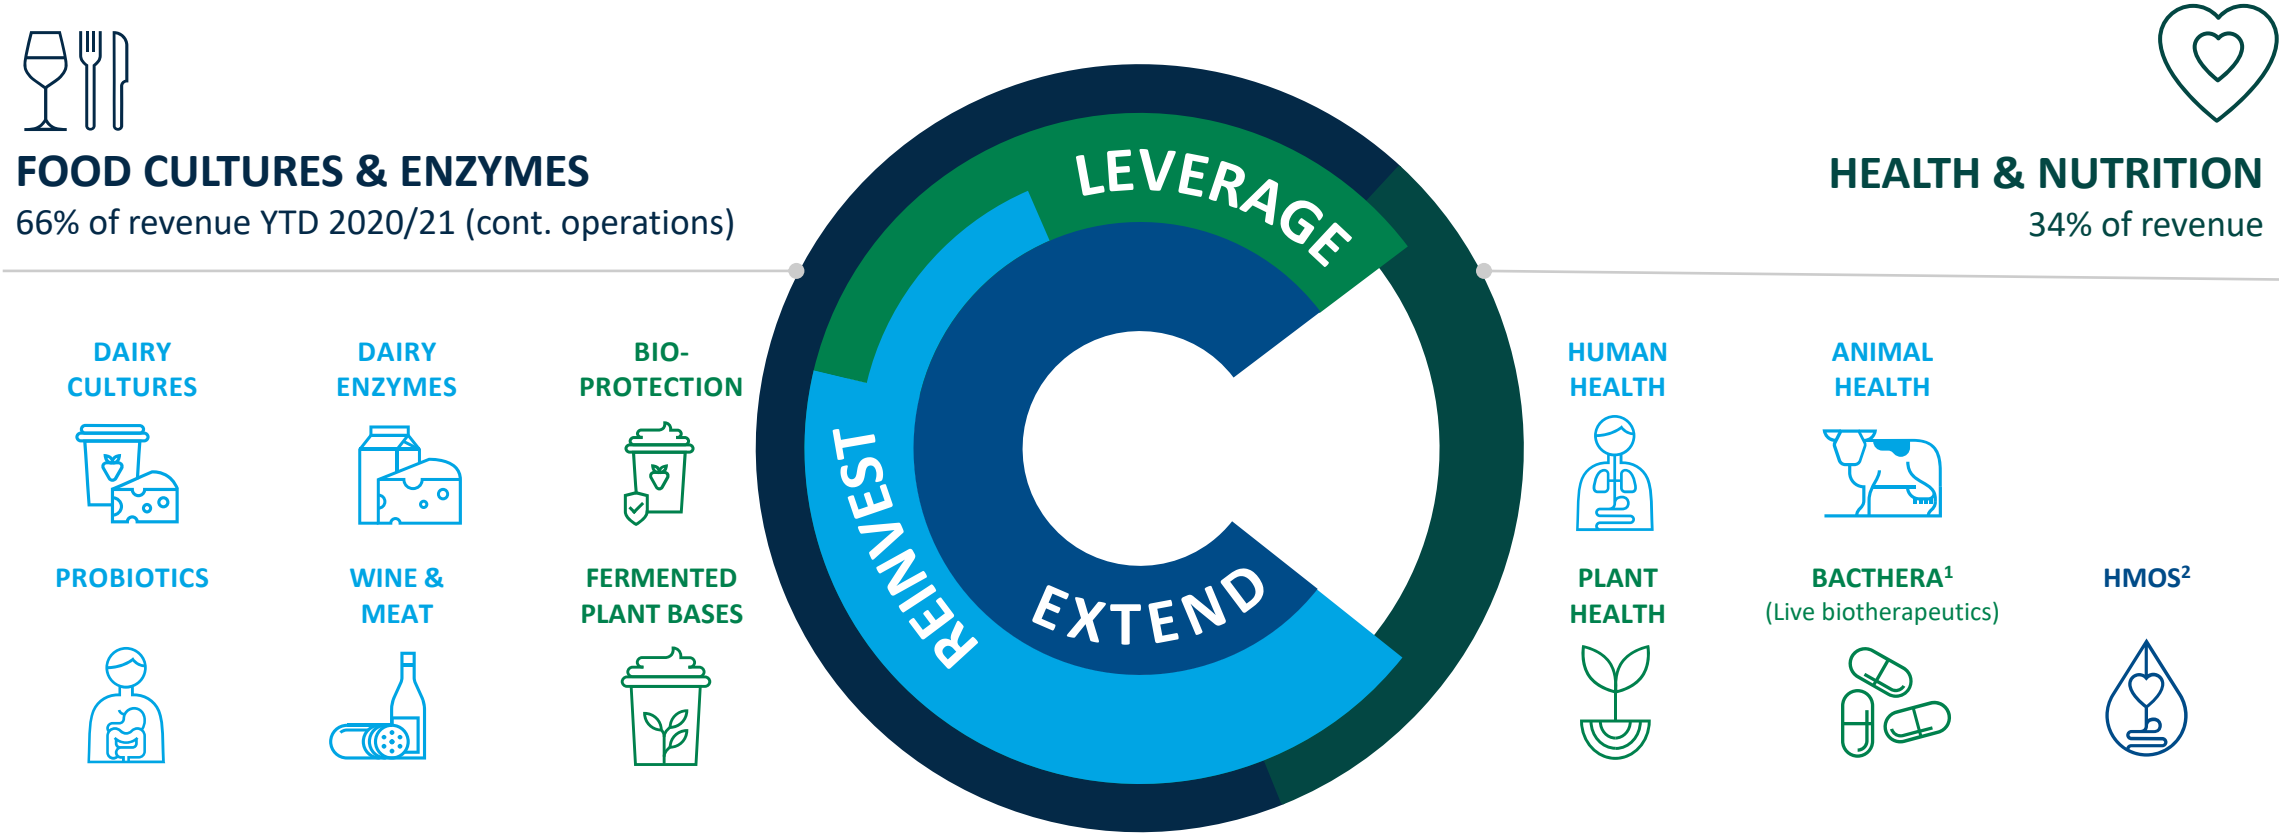 FOOD CULTURES & ENZYMES
66% of revenue YTD 2020/21 (cont. operations)
DAIRY
CULTURES
DAIRY
ENZYMES
BIO-
PROTECTION
PROBIOTICS
WINE &
MEAT
FERMENTED
PLANT BASES
LEVERAGE
REINVEST
EXTEND
HEALTH & NUTRITION
34% of revenue
HUMAN
HEALTH
ANIMAL
HEALTH
PLANT
HEALTH
BACTHERA¹
(Live biotherapeutics)
HMOS²